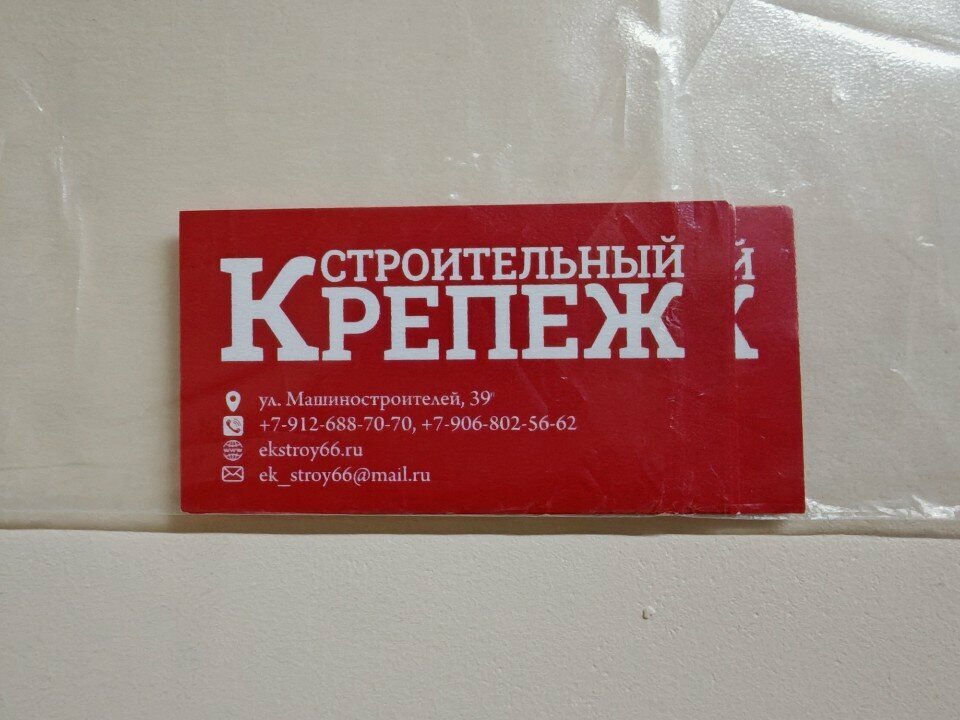 СТРОИТЕЛЬНЫЙ
КРЕПЕЖ
Й
Ж
ул. Машиностроителей, 39
+7-912-688-70-70, +7-906-802-56-62
www
ekstroy66.ru
ek_stroy66@mail.ru